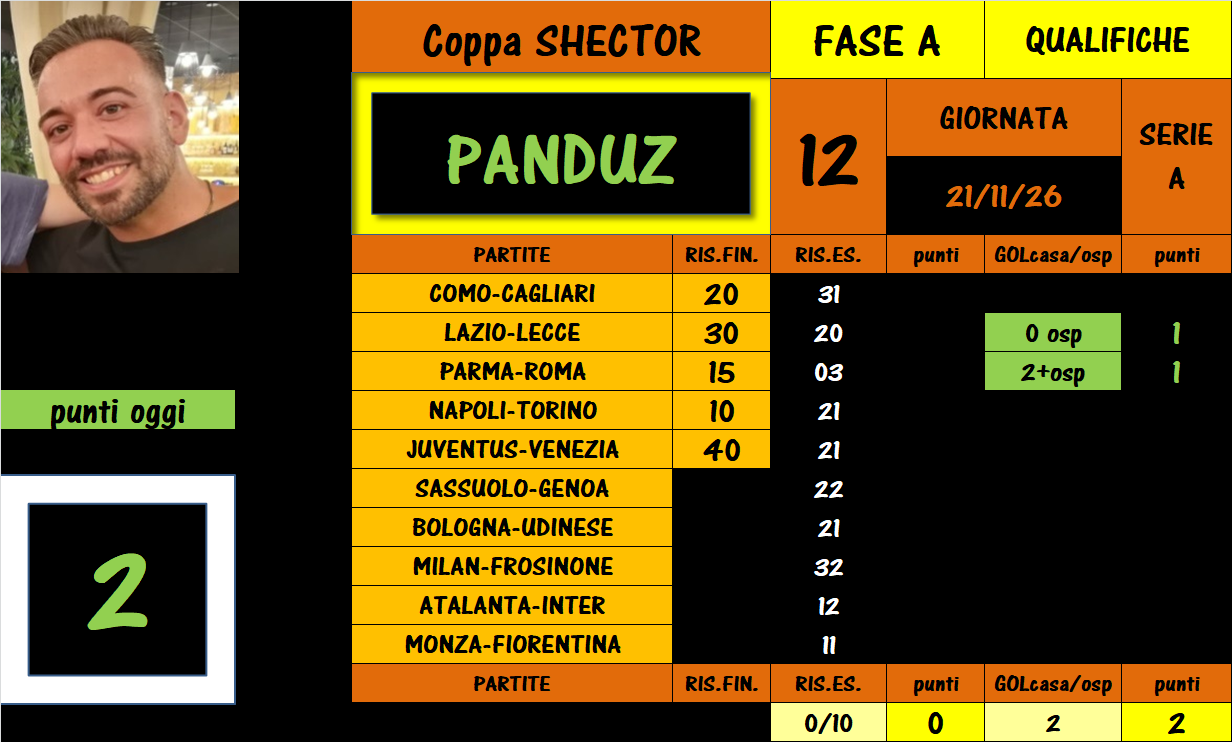 Coppa SHECTOR FASE A QUALIFICHE
PANDUZ 12 GIORNATA SERIE A
21/11/26
PARTITE RIS.FIN. RIS.ES. punti GOLcasa/osp punti
COMO-CAGLIARI 20 31
LAZIO-LECCE 30 20 0 osp 1
PARMA-ROMA 15 03 2+osp 1
NAPOLI-TORINO 10 21
punti oggi
JUVENTUS-VENEZIA 40 21
SASSUOLO-GENOA 22
BOLOGNA-UDINESE 21
MILAN-FROSINONE 32
2
ATALANTA-INTER 12
MONZA-FIORENTINA 11
PARTITE RIS.FIN. RIS.ES. punti GOLcasa/osp punti
0/10 0 2 2